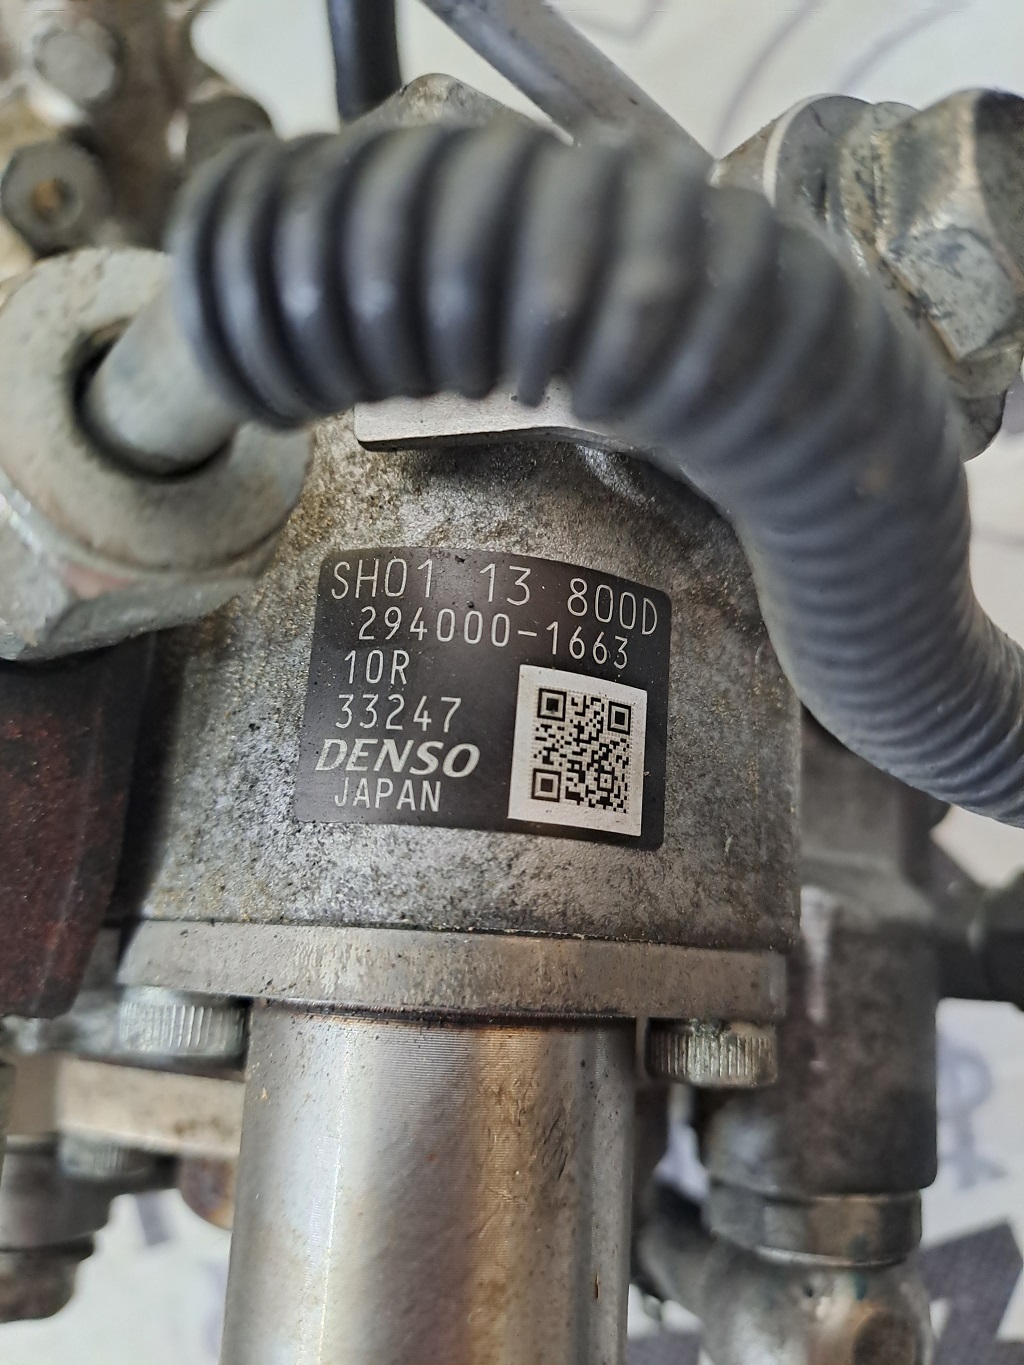 SH01 13 800D
294000-1663
10R
33247
DENSO
JAPAN